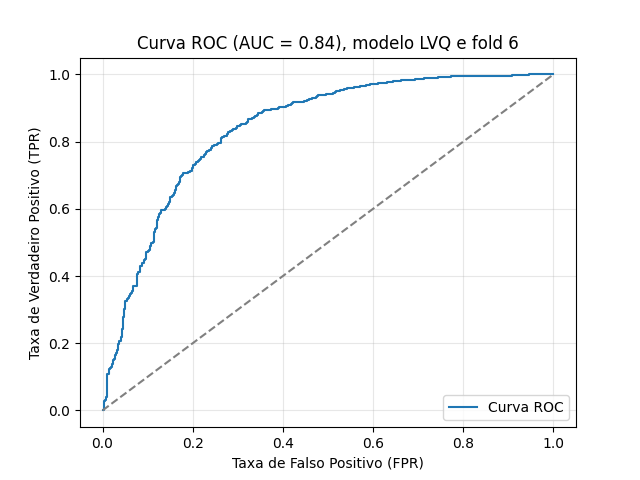 Curva ROC (AUC = 0.84), modelo LVQ e fold 6
1.0
0.8
0.6
0.4
0.2
0.0
Taxa de Verdadeiro Positivo (TPR)
0.0 0.2 0.4 0.6 0.8 1.0
Taxa de Falso Positivo (FPR)
Curva ROC